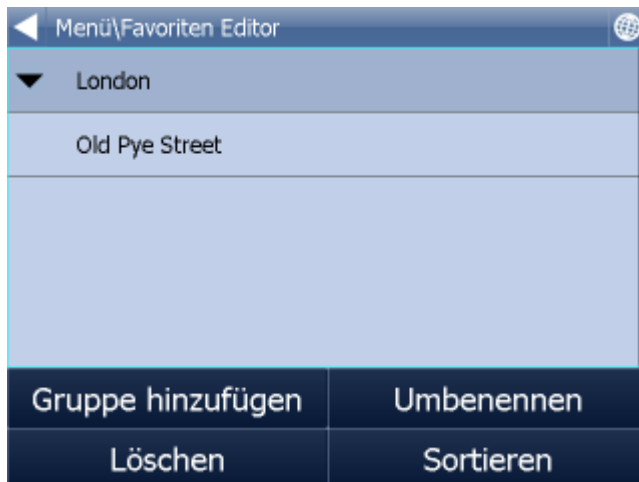 Menü\Favoriten Editor
London
Old Pye Street
Gruppe hinzufügen
Umbenennen
Löschen
Sortieren